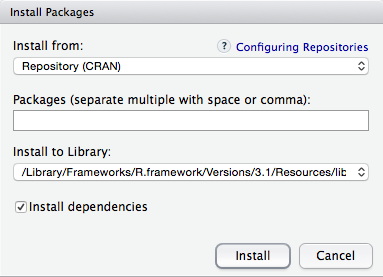 Install Packages
Install from:
? Configuring Repositories
Repository (CRAN)
Packages (separate multiple with space or comma):
Install to Library:
/Library/Frameworks/R.framework/Versions/3.1/Resources/lib
Install dependencies
Install
Cancel